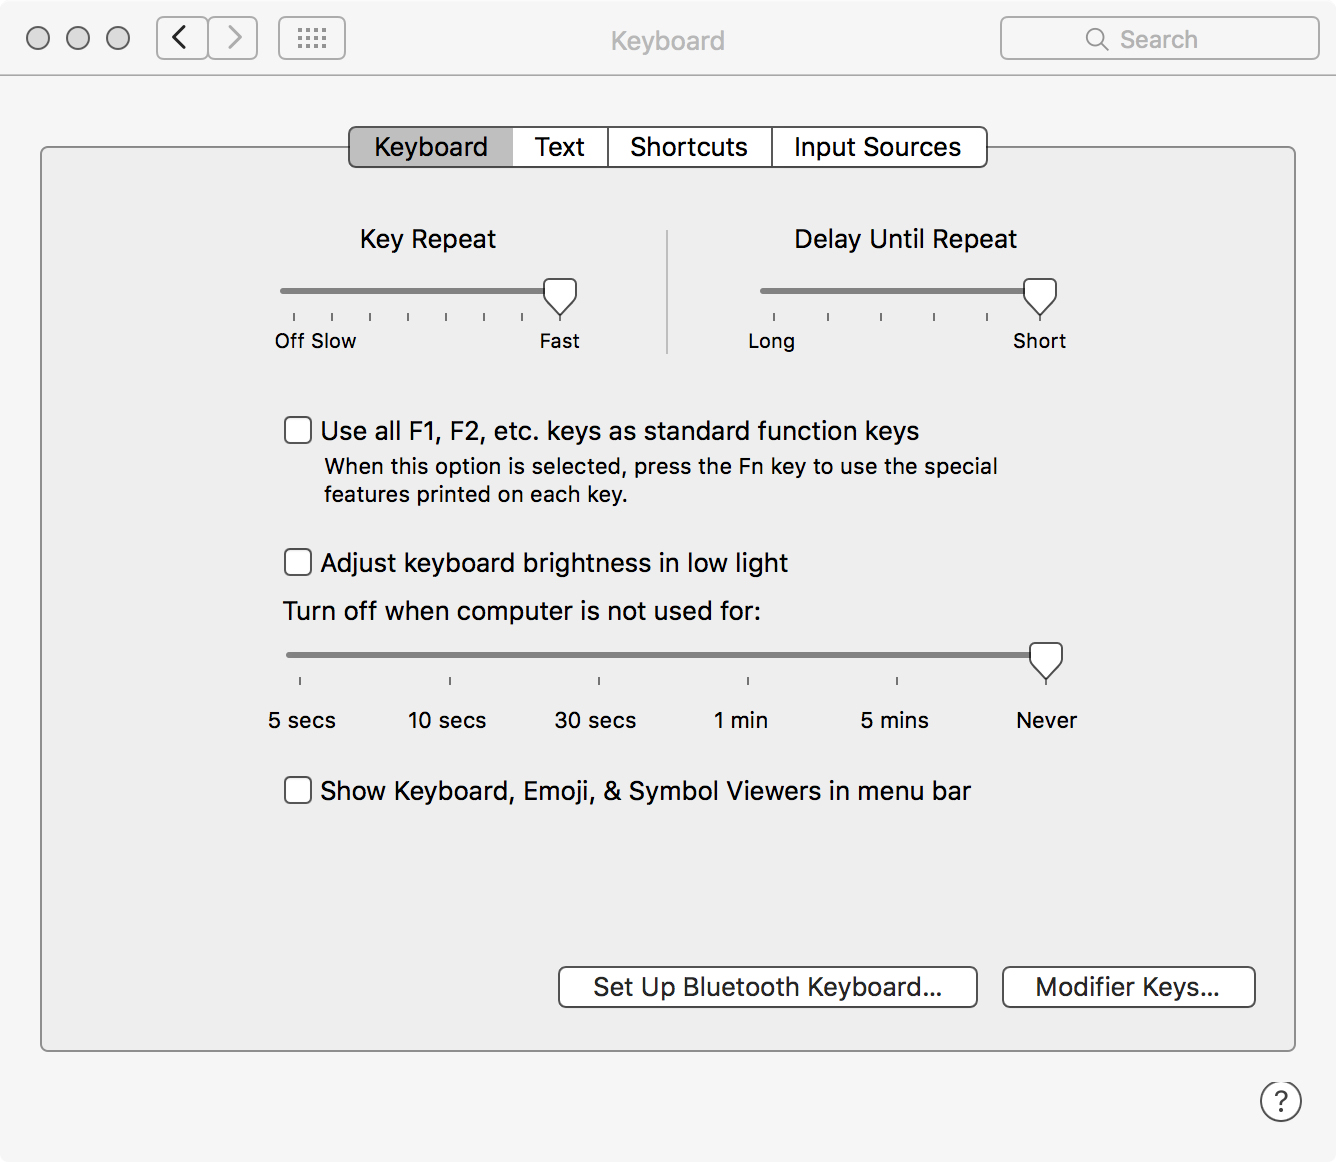 Keyboard
Search
Keyboard Text Shortcuts Input Sources
Key Repeat
Delay Until Repeat
Off Slow Fast
Long Short
Use all F1, F2, etc. keys as standard function keys
When this option is selected, press the Fn key to use the special
features printed on each key.
Adjust keyboard brightness in low light
Turn off when computer is not used for:
5 secs 10 secs 30 secs 1 min 5 mins Never
Show Keyboard, Emoji, & Symbol Viewers in menu bar
Set Up Bluetooth Keyboard... Modifier Keys...
?